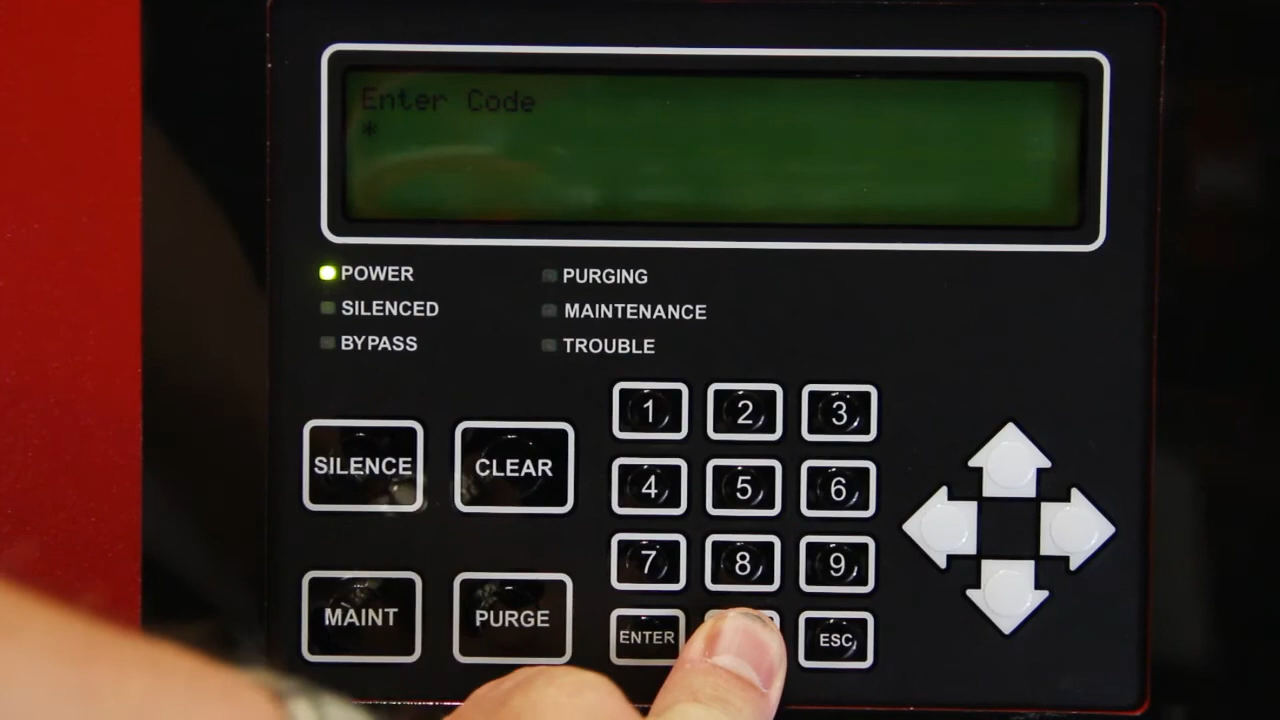 Enter Code
*
POWER
PURGING
SILENCED
MAINTENANCE
BYPASS
TROUBLE
1 2 3
SILENCE CLEAR
4 5 6
7 8 9
MAINT PURGE
ENTER ESC